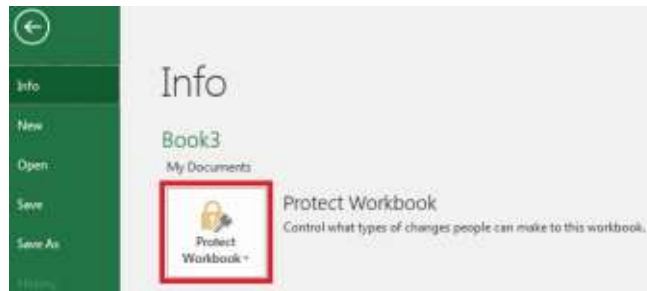 Info
Info
New
Book3
Open
My Documents
Save
Protect Workbook
Control what types of changes people can make to this workbook.
Protect
Workbook
Save As
History